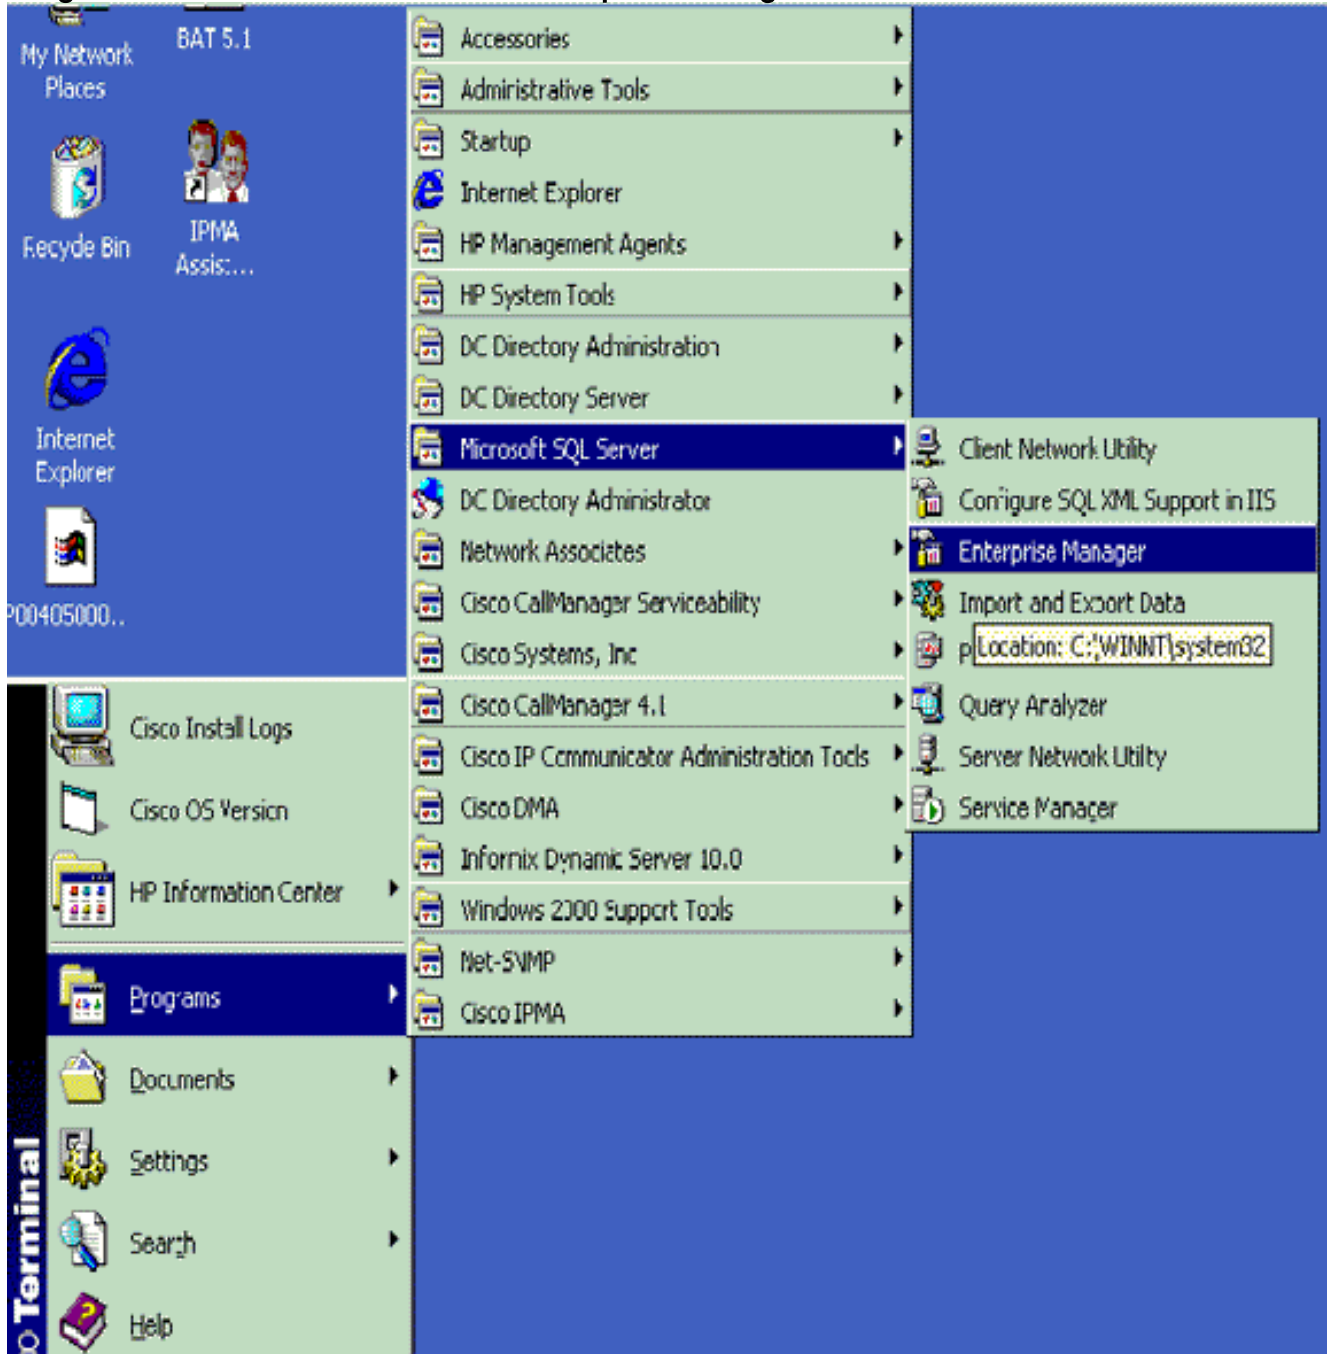 My Network
Places
BAT 5.1
Recycle Bin
IPMA
Assist...
Internet
Explorer
P00405000..
Accessories
Administrative Tools
Startup
Internet Explorer
HP Management Agents
HP System Tools
DC Directory Administration
DC Directory Server
Microsoft SQL Server
DC Directory Administrator
Network Associates
Cisco CallManager Serviceability
Cisco Systems, Inc
Cisco CallManager 4.1
Cisco IP Communicator Administration Tools
Cisco DMA
Informix Dynamic Server 10.0
Windows 2000 Support Tools
Net-SNMP
Cisco IPMA
Client Network Utility
Configure SQL XML Support in IIS
Enterprise Manager
Import and Export Data
Location: C:\WINNT\system32
Query Analyzer
Server Network Utility
Service Manager
Cisco Install Logs
Cisco OS Version
HP Information Center
Programs
Documents
Settings
Search
Help
Terminal